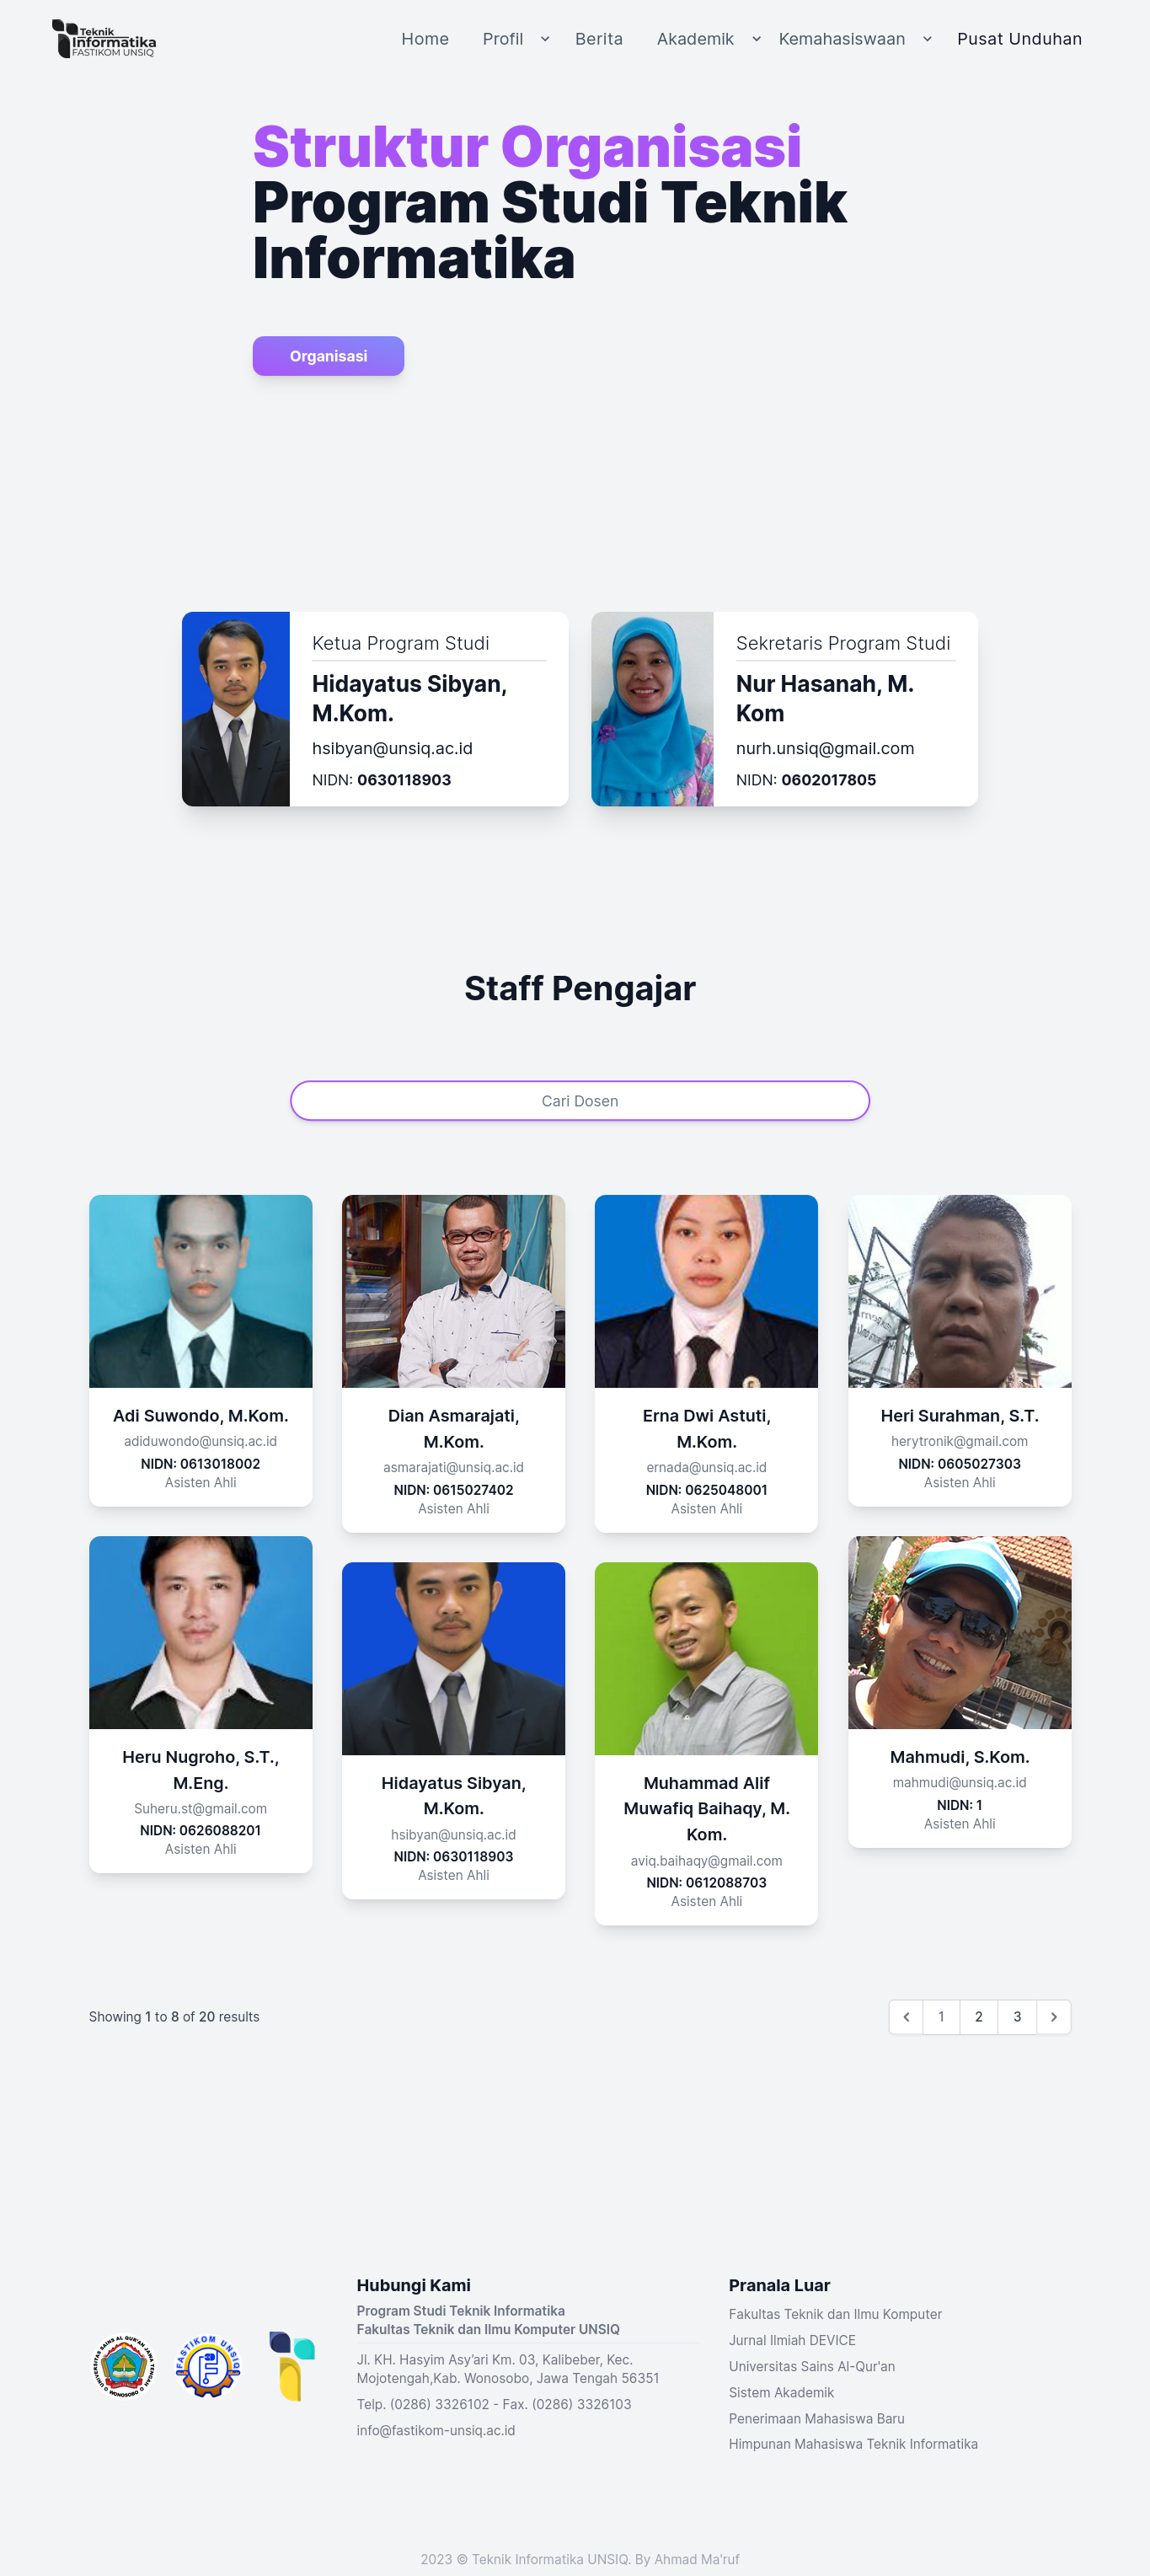 Teknik
Informatika
FASTIKOM UNSIQ
Home Profil Berita Akademik Kemahasiswaan Pusat Unduhan
Struktur Organisasi
Program Studi Teknik
Informatika
Organisasi
Ketua Program Studi
Hidayatus Sibyan,
M.Kom.
hsibyan@unsiq.ac.id
NIDN: 0630118903
Sekretaris Program Studi
Nur Hasanah, M.
Kom
nurh.unsiq@gmail.com
NIDN: 0602017805
Staff Pengajar
Cari Dosen
Adi Suwondo, M.Kom.
adiduwondo@unsiq.ac.id
NIDN: 0613018002
Asisten Ahli
Dian Asmarajati,
M.Kom.
asmarajati@unsiq.ac.id
NIDN: 0615027402
Asisten Ahli
Erna Dwi Astuti,
M.Kom.
ernada@unsiq.ac.id
NIDN: 0625048001
Asisten Ahli
Heri Surahman, S.T.
herytronik@gmail.com
NIDN: 0605027303
Asisten Ahli
Heru Nugroho, S.T.,
M.Eng.
Suheru.st@gmail.com
NIDN: 0626088201
Asisten Ahli
Hidayatus Sibyan,
M.Kom.
hsibyan@unsiq.ac.id
NIDN: 0630118903
Asisten Ahli
Muhammad Alif
Muwafiq Baihaqy, M.
Kom.
aviq.baihaqy@gmail.com
NIDN: 0612088703
Asisten Ahli
Mahmudi, S.Kom.
mahmudi@unsiq.ac.id
NIDN: 1
Asisten Ahli
Showing 1 to 8 of 20 results
1 2 3
UNIVERSITAS SAINS AL QUR'AN JAWA TENGAH
WONOSOBO
FASTIKOM UNSIQ
Hubungi Kami
Program Studi Teknik Informatika
Fakultas Teknik dan Ilmu Komputer UNSIQ
Jl. KH. Hasyim Asy’ari Km. 03, Kalibeber, Kec.
Mojotengah,Kab. Wonosobo, Jawa Tengah 56351
Telp. (0286) 3326102 - Fax. (0286) 3326103
info@fastikom-unsiq.ac.id
Pranala Luar
Fakultas Teknik dan Ilmu Komputer
Jurnal Ilmiah DEVICE
Universitas Sains Al-Qur'an
Sistem Akademik
Penerimaan Mahasiswa Baru
Himpunan Mahasiswa Teknik Informatika
2023 © Teknik Informatika UNSIQ. By Ahmad Ma'ruf